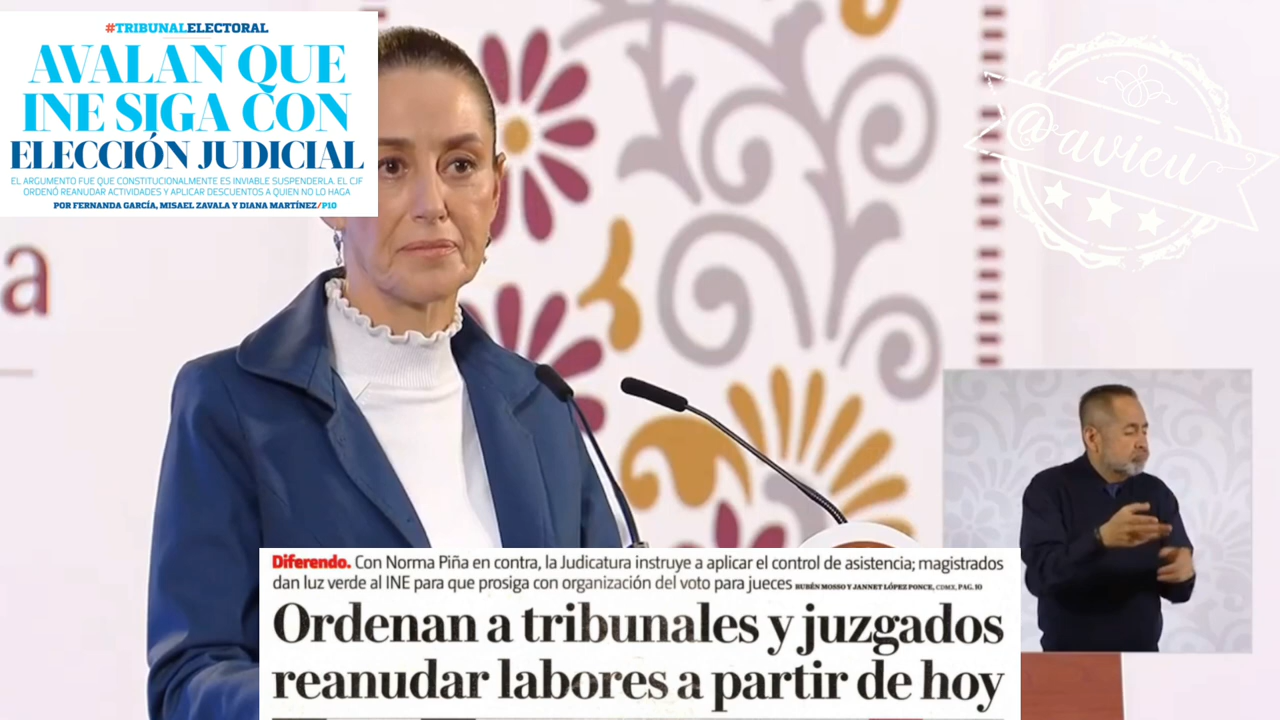 #TRIBUNALELECTORAL
AVALAN QUE
INE SIGA CON
ELECCIÓN JUDICIAL
EL ARGUMENTO FUE QUE CONSTITUCIONALMENTE ES INVIABLE SUSPENDERLA. EL CJF
ORDENÓ REANUDAR ACTIVIDADES Y APLICAR DESCUENTOS A QUIEN NO LO HAGA
POR FERNANDA GARCÍA, MISAEL ZAVALA Y DIANA MARTÍNEZ/P10
@avicu
a
Diferendo. Con Norma Piña en contra, la Judicatura instruye a aplicar el control de asistencia; magistrados
dan luz verde al INE para que prosiga con organización del voto para jueces RUBÉN MOSSO Y JANNET LÓPEZ PONCE, CDMX, PAG. 10
Ordenan a tribunales y juzgados
reanudar labores a partir de hoy